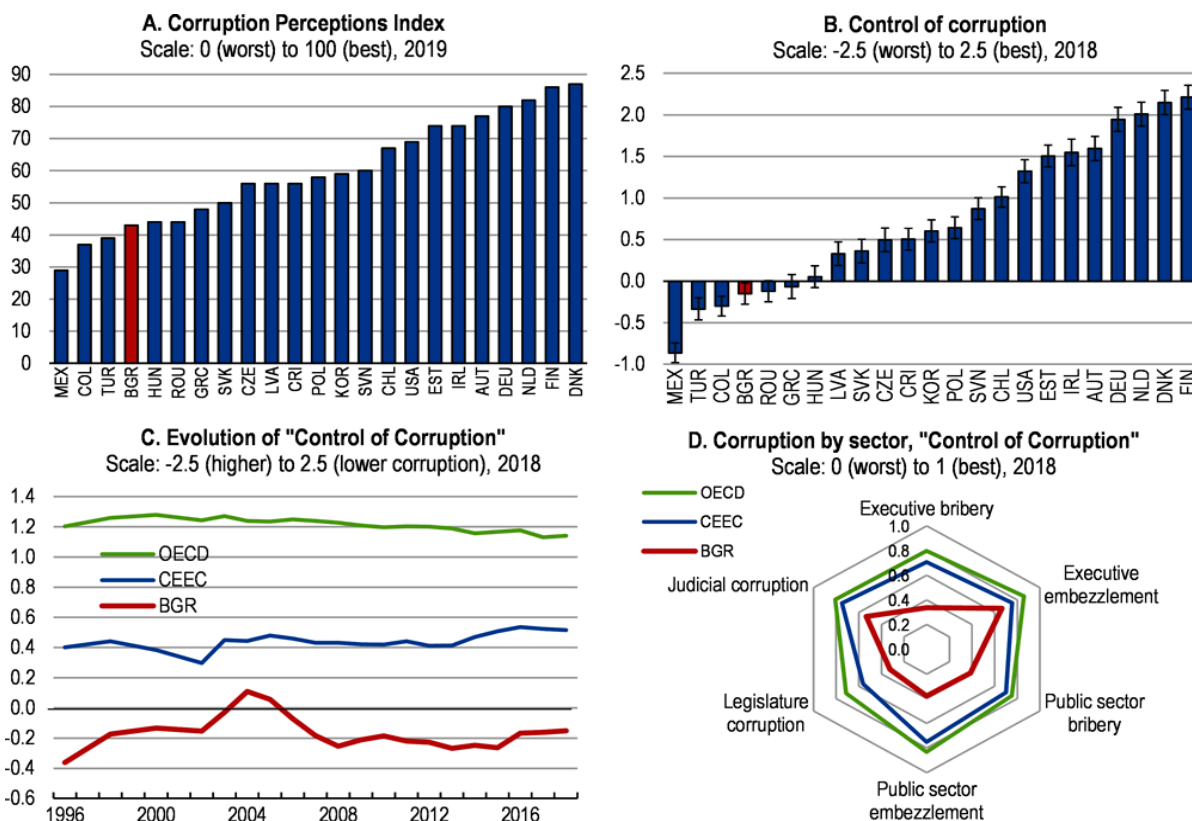 A. Corruption Perceptions Index
Scale: 0 (worst) to 100 (best), 2019
90
80
70
60
50
40
30
20
10
0
MEX
COL
TUR
BGR
HUN
ROU
GRC
SVK
CZE
LVA
CRI
POL
KOR
SVN
CHL
USA
EST
IRL
AUT
DEU
NLD
FIN
DNK
B. Control of corruption
Scale: -2.5 (worst) to 2.5 (best), 2018
2.5
2.0
1.5
1.0
0.5
0.0
-0.5
-1.0
MEX
TUR
COL
BGR
ROU
GRC
HUN
LVA
SVK
CZE
CRI
KOR
POL
SVN
CHL
USA
EST
IRL
AUT
DEU
NLD
DNK
FIN
C. Evolution of "Control of Corruption"
Scale: -2.5 (higher) to 2.5 (lower corruption), 2018
1.4
1.2
1.0
0.8
0.6
0.4
0.2
0.0
-0.2
-0.4
-0.6
OECD
CEEC
BGR
1996
2000
2004
2008
2012
2016
D. Corruption by sector, "Control of Corruption"
Scale: 0 (worst) to 1 (best), 2018
OECD
CEEC
BGR
Executive bribery
1.0
0.8
0.6
0.4
0.2
0.0
Executive
embezzlement
Public sector
bribery
Public sector
embezzlement
Legislature
corruption
Judicial corruption